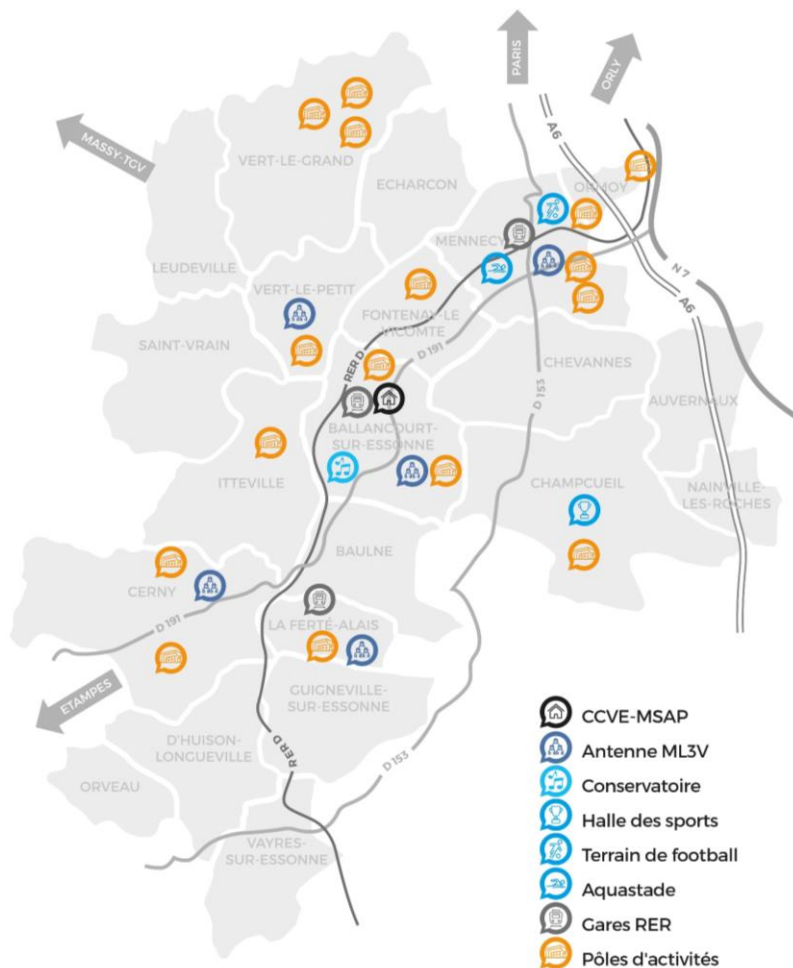 PARIS
ORLY
A6
MASSY-TGV
VERT-LE-GRAND
ECHARCON
ORMOY
MENNECY
LEUDEVILLE
N7
VERT-LE-PETIT
A6
FONTENAY-LE
VICOMTE
SAINT-VRAIN
RER D
D 191
CHEVANNES
D 153
AUVERNAUX
BALLANCOURT
-SUR-ESSONNE
ITTEVILLE
CHAMPCUEIL
NAINVILLE-
LES-ROCHES
BAULNE
CERNY
D 191
LA FERTÉ-ALAIS
ETAMPES
GUIGNEVILLE-
SUR-ESSONNE
D'HUISON-
LONGUEVILLE
RER D
D 153
ORVEAU
VAYRES-
SUR-ESSONNE
CCVE-MSAP
Antenne ML3V
Conservatoire
Halle des sports
Terrain de football
Aquastade
Gares RER
Pôles d'activités